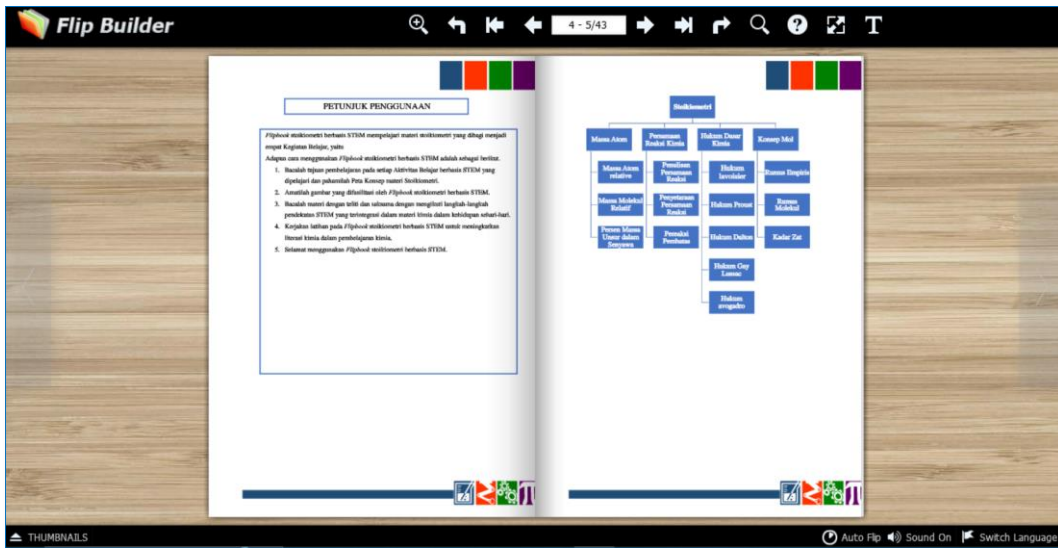 Flip Builder
4 - 5/43
T
PETUNJUK PENGGUNAAN
Flipbook stoikiometri berbasis STEM mempelajari materi stoikiometri yang dibagi menjadi
empat Kegiatan Belajar, yaitu
Adapun cara menggunakan Flipbook stoikiometri berbasis STEM adalah sebagai berikut.
1. Bacalah tujuan pembelajaran pada setiap Aktivitas Belajar berbasis STEM yang
dipelajari dan pahamilah Peta Konsep materi Stoikiometri.
2. Amatilah gambar yang difasilitasi oleh Flipbook stoikiometri berbasis STEM.
3. Bacalah materi dengan teliti dan saksama dengan mengikuti langkah-langkah
pendekatan STEM yang terintegrasi dalam materi kimia dalam kehidupan sehari-hari.
4. Kerjakan latihan pada Flipbook stoikiometri berbasis STEM untuk meningkatkan
literasi kimia dalam pembelajaran kimia.
5. Selamat menggunakan Flipbook stoikiometri berbasis STEM.
Stoikiometri
Massa Atom
Massa Atom
relative
Massa Molekul
Relatif
Persen Massa
Unsur dalam
Senyawa
Persamaan
Reaksi Kimia
Penulisan
Persamaan
Reaksi
Penyetaraan
Persamaan
Reaksi
Pereaksi
Pembatas
Hukum Dasar
Kimia
Hukum
lavoisier
Hukum Proust
Hukum Dalton
Hukum Gay
Lussac
Hukum
avogadro
Konsep Mol
Rumus Empiris
Rumus
Molekul
Kadar Zat
THUMBNAILS
Auto Flip
Sound On
Switch Language